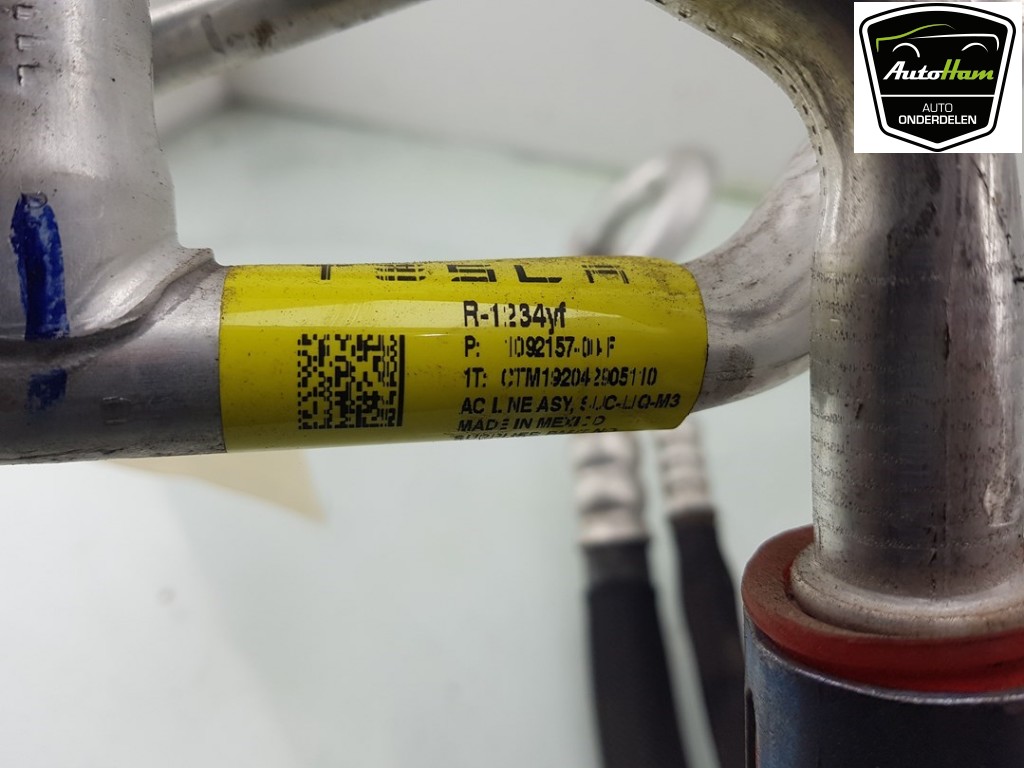 AutoHam
AUTO
ONDERDELEN
TESLA
R-1234yf
P: 1092157-00-F
1T: CTM192042905110
AC LINE ASY, SUC-LIQ-M3
MADE IN MEXICO